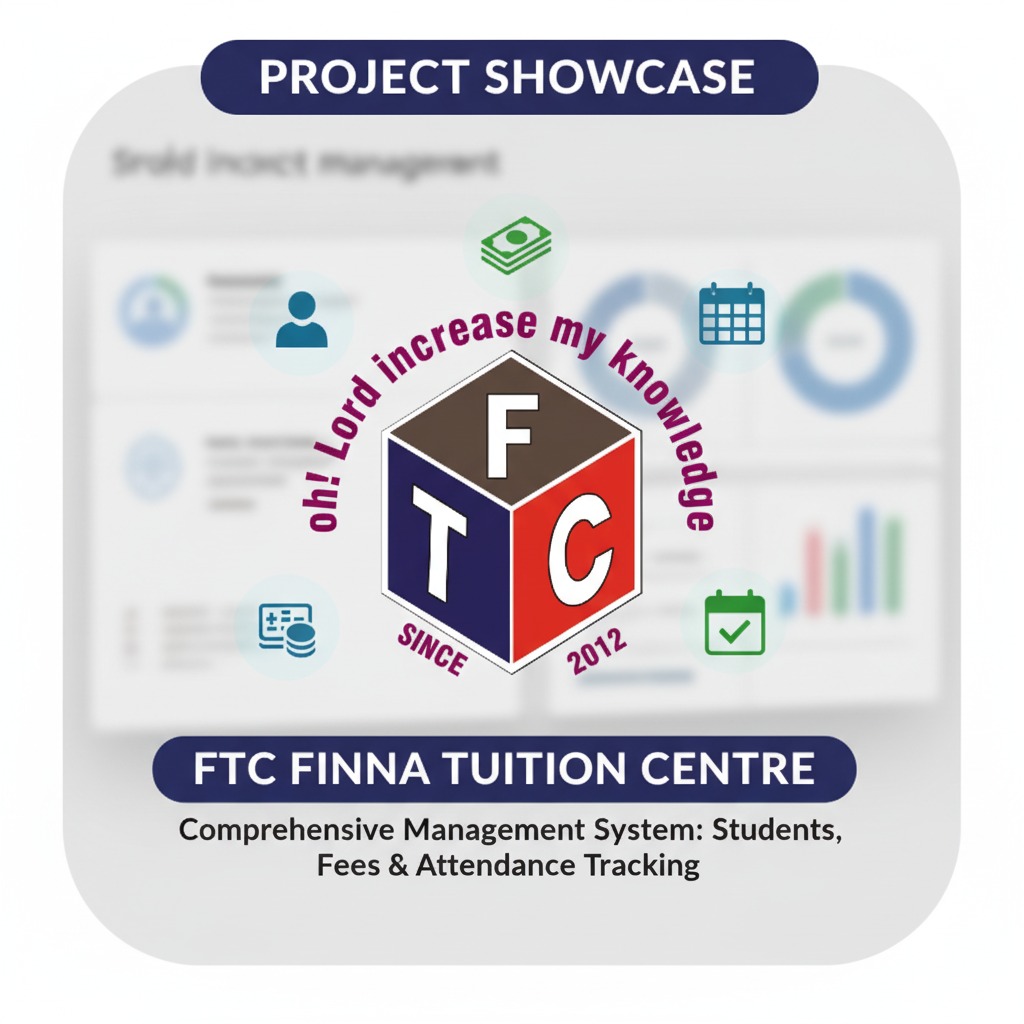 PROJECT SHOWCASE
management
oh! Lord increase my knowledge
F
T C
SINCE 2012
FTC FINNA TUITION CENTRE
Comprehensive Management System: Students,
Fees & Attendance Tracking